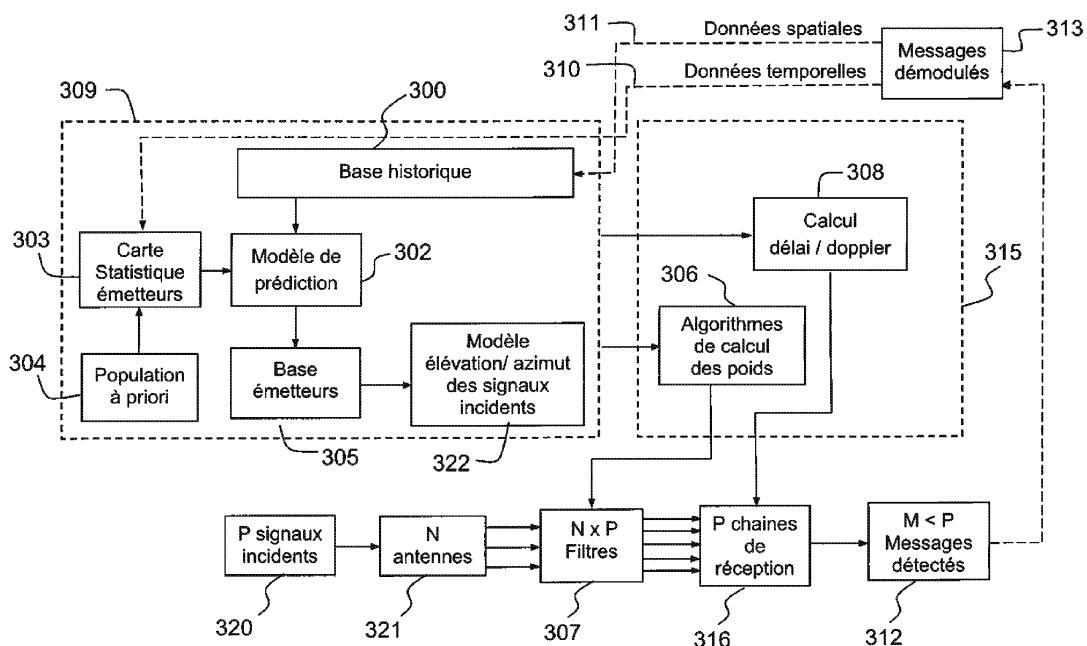 311
Données spatiales
313
Messages
démodulés
310
Données temporelles
309
300
Base historique
308
Calcul
délai / doppler
303
Carte
Statistique
émetteurs
Modèle de
prédiction
302
306
315
Algorithmes
de calcul
des poids
304
Population
à priori
Base
émetteurs
Modèle
élévation/ azimut
des signaux
incidents
305
322
P signaux
incidents
N
antennes
N x P
Filtres
P chaines
de
réception
M < P
Messages
détectés
320
321
307
316
312